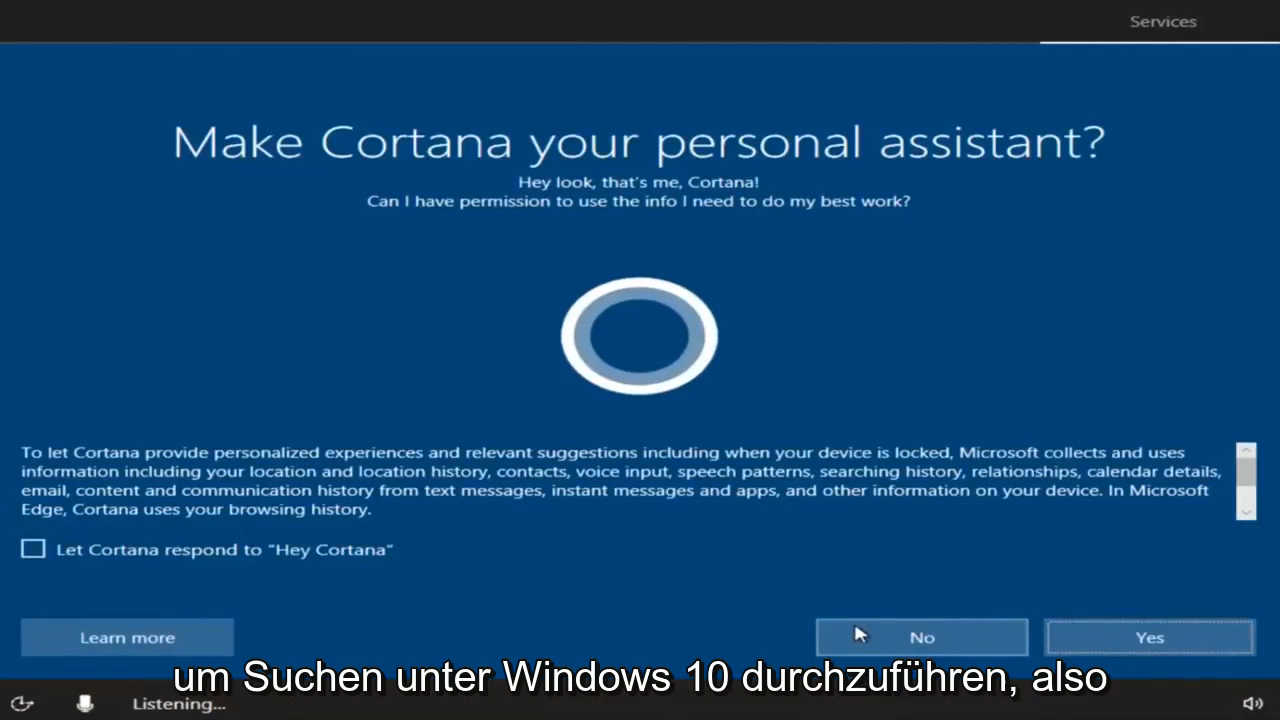 Services
Make Cortana your personal assistant?
Hey look, that's me, Cortana!
Can I have permission to use the info I need to do my best work?
To let Cortana provide personalized experiences and relevant suggestions including when your device is locked, Microsoft collects and uses
information including your location and location history, contacts, voice input, speech patterns, searching history, relationships, calendar details,
email, content and communication history from text messages, instant messages and apps, and other information on your device. In Microsoft
Edge, Cortana uses your browsing history.
Let Cortana respond to "Hey Cortana"
Learn more
No
Yes
um Suchen unter Windows 10 durchzuführen, also
Listening...